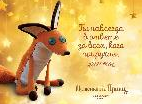 Ты навсегда
в ответе
за всех, кого
приручил.
Маленький Принц